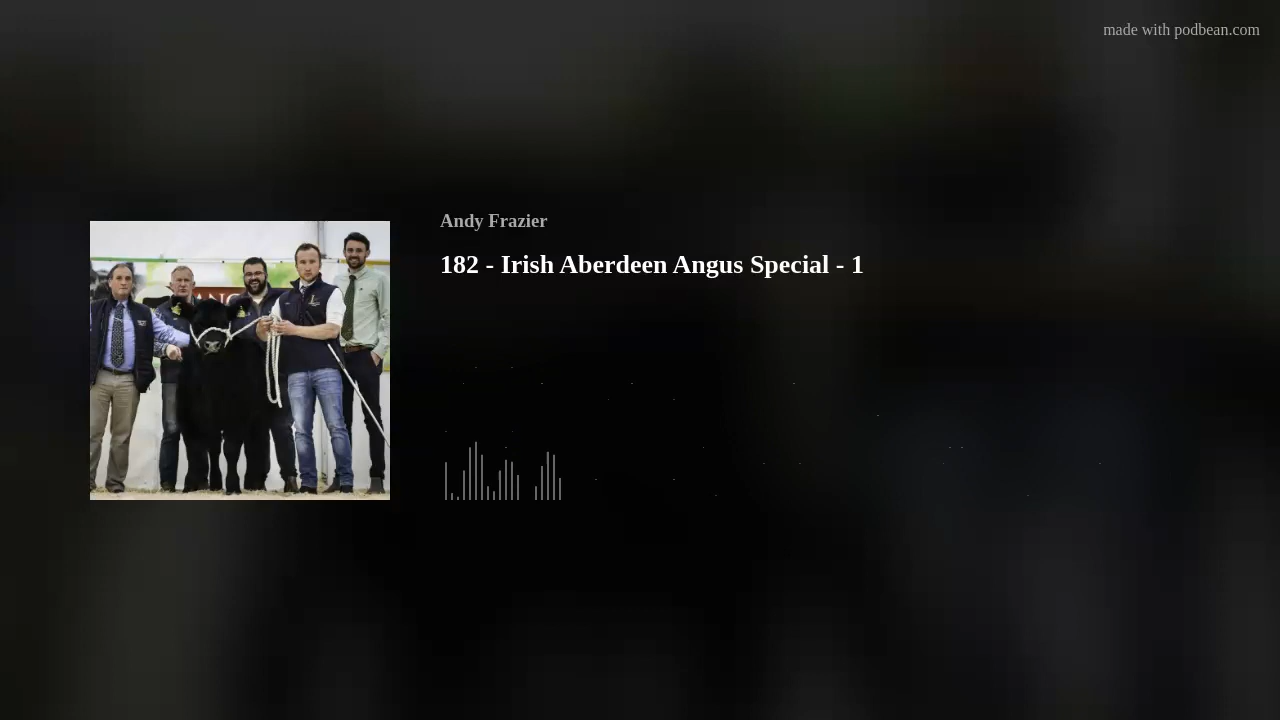 made with podbean.com
Andy Frazier
182 - Irish Aberdeen Angus Special - 1